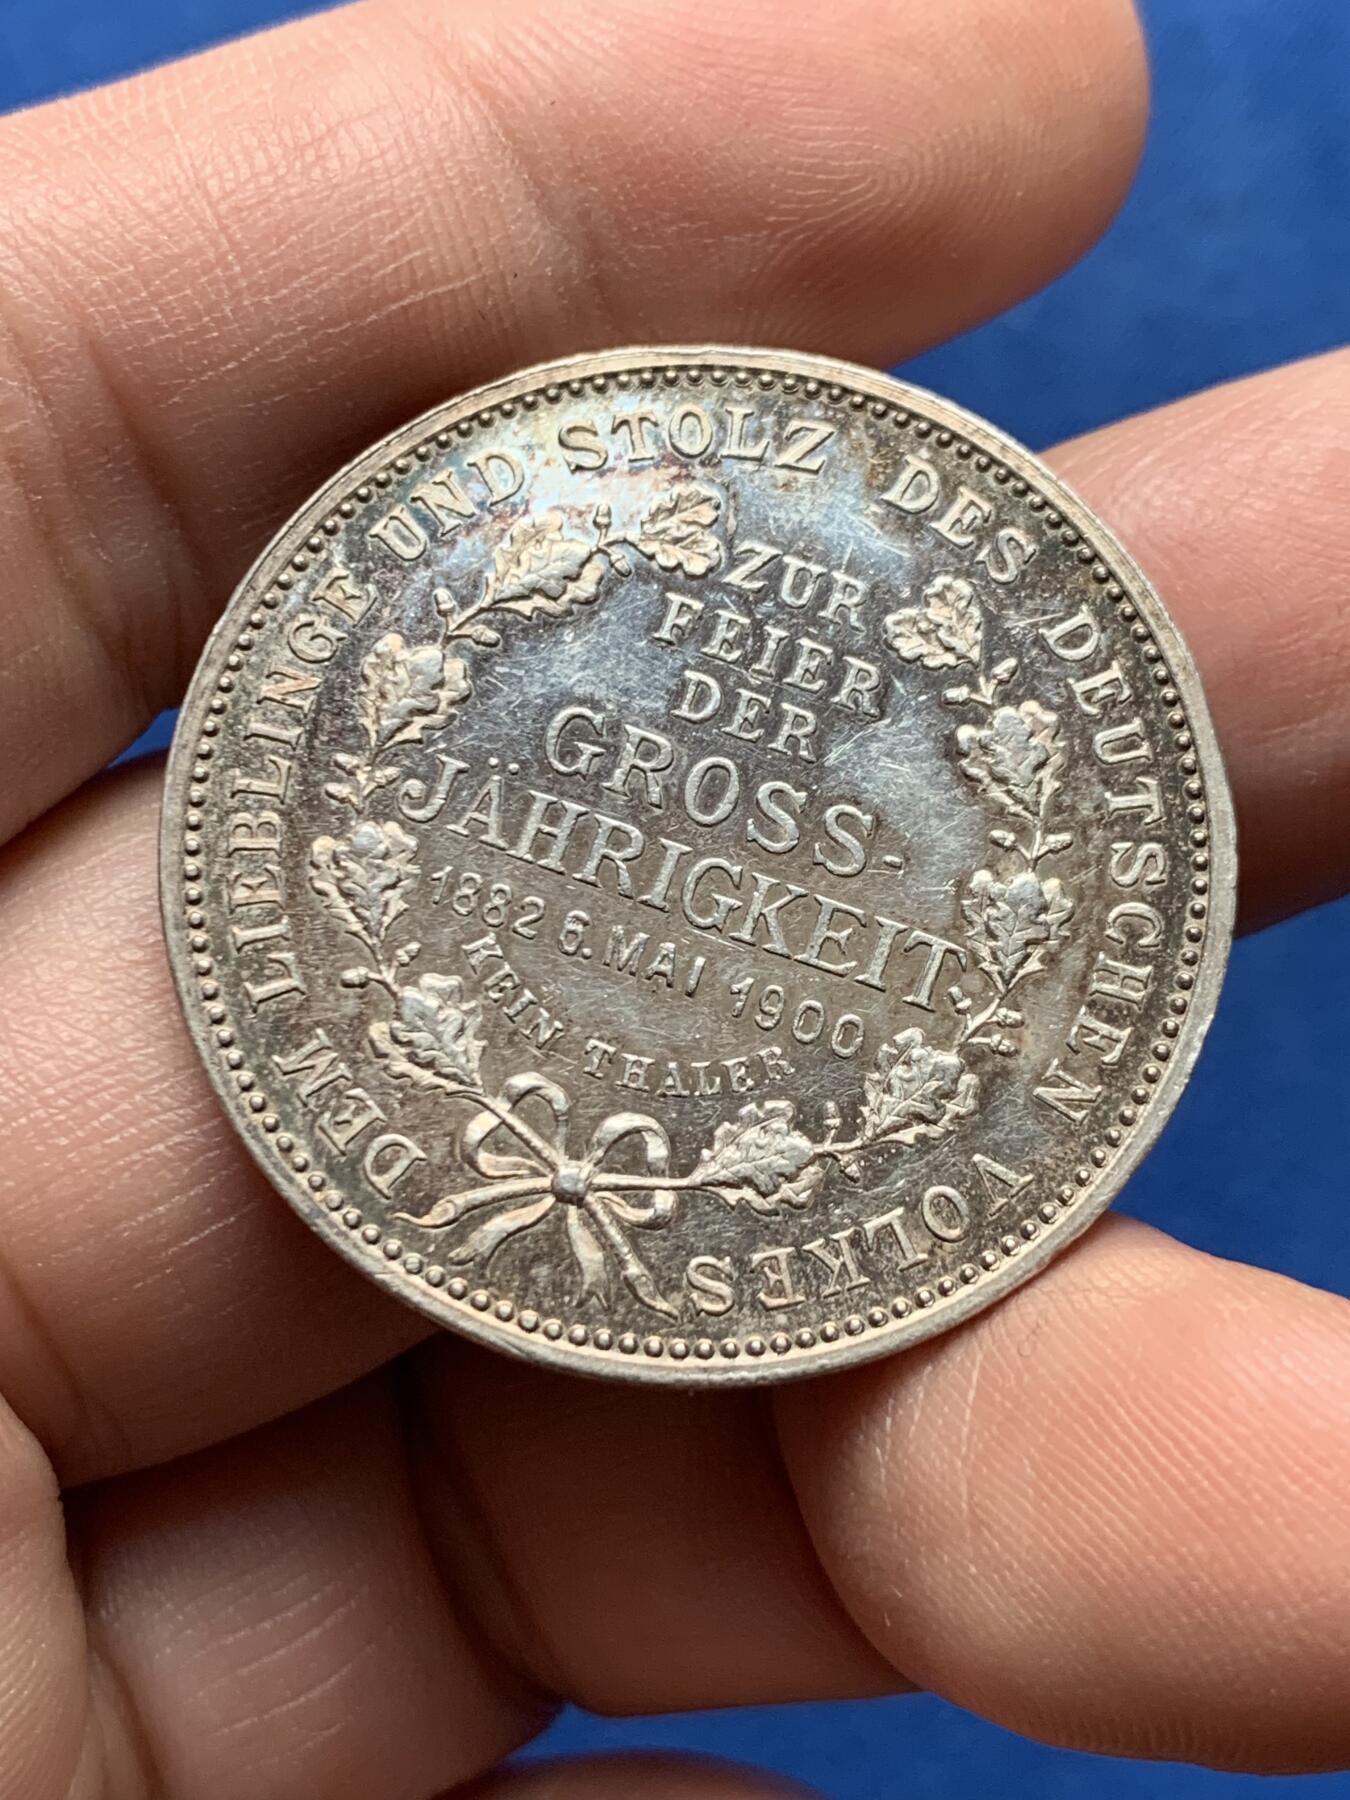 DEM LIEBLINGE UND STOLZ DES DEUTSCHEN VOLKES
ZUR
FEIER
DER
GROSS-
JÄHRIGKEIT.
1882 6. MAI 1900
KEIN THALER